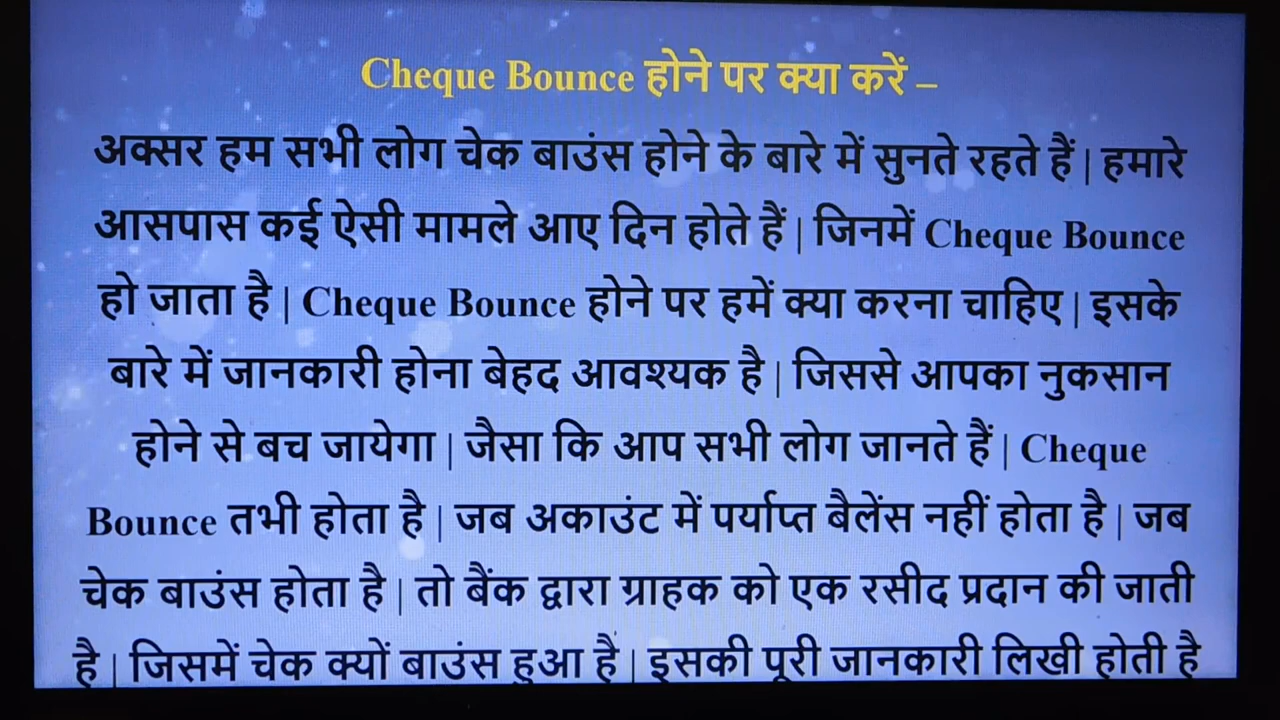 Cheque Bounce होने पर क्या करें –
अक्सर हम सभी लोग चेक बाउंस होने के बारे में सुनते रहते हैं | हमारे
आसपास कई ऐसी मामले आए दिन होते हैं | जिनमें Cheque Bounce
हो जाता है | Cheque Bounce होने पर हमें क्या करना चाहिए | इसके
बारे में जानकारी होना बेहद आवश्यक है | जिससे आपका नुकसान
होने से बच जायेगा | जैसा कि आप सभी लोग जानते हैं | Cheque
Bounce तभी होता है | जब अकाउंट में पर्याप्त बैलेंस नहीं होता है | जब
चेक बाउंस होता है | तो बैंक द्वारा ग्राहक को एक रसीद प्रदान की जाती
है | जिसमें चेक क्यों बाउंस हुआ है | इसकी पूरी जानकारी लिखी होती है